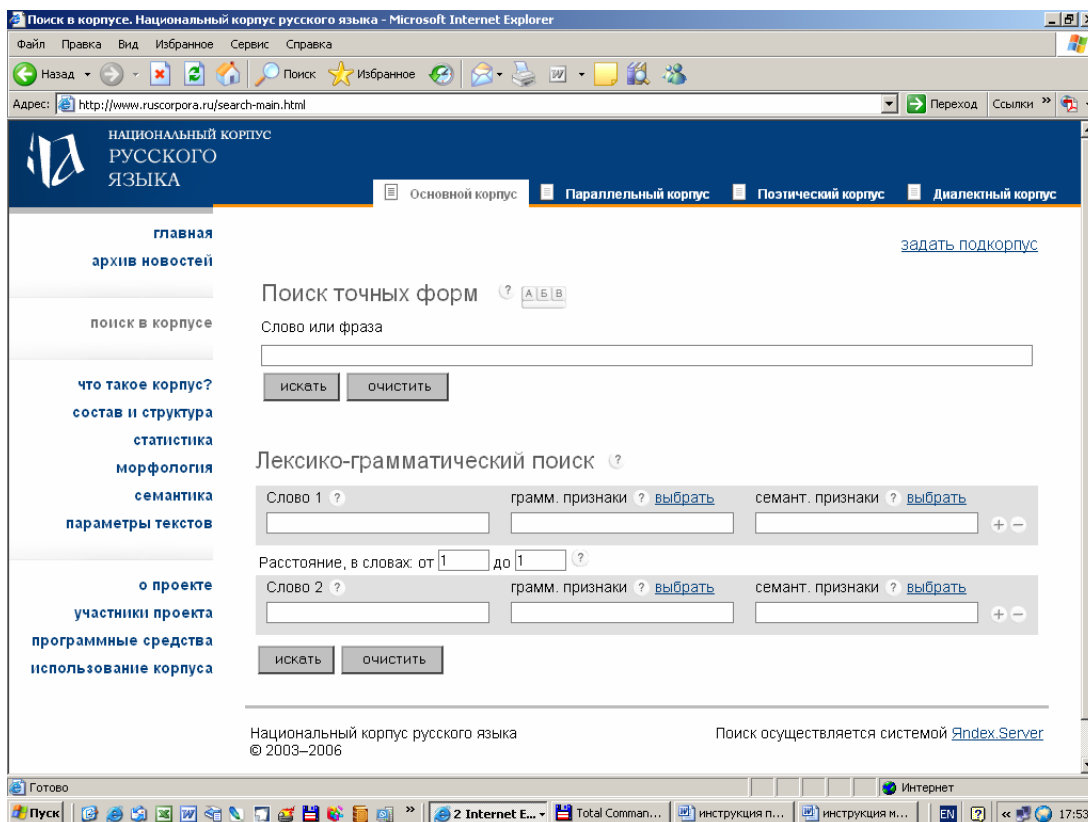 Поиск в корпусе. Национальный корпус русского языка - Microsoft Internet Explorer
Файл Правка Вид Избранное Сервис Справка
Назад Поиск Избранное
Адрес: http://www.ruscorpora.ru/search-main.html Переход Ссылки »
НАЦИОНАЛЬНЫЙ КОРПУС
РУССКОГО
ЯЗЫКА
Основной корпус Параллельный корпус Поэтический корпус Диалектный корпус
главная
архив новостей
поиск в корпусе
что такое корпус?
состав и структура
статистика
морфология
семантика
параметры текстов
о проекте
участники проекта
программные средства
использование корпуса
задать подкорпус
Поиск точных форм ? А Б В
Слово или фраза
искать очистить
Лексико-грамматический поиск ?
Слово 1 ? грамм. признаки ? выбрать семант. признаки ? выбрать
+ −
Расстояние, в словах: от 1 до 1 ?
Слово 2 ? грамм. признаки ? выбрать семант. признаки ? выбрать
+ −
искать очистить
Национальный корпус русского языка Поиск осуществляется системой Яndex.Server
© 2003–2006
Готово Интернет
Пуск » 2 Internet E... Total Comman... инструкция п... инструкция м... EN ? « 17:53